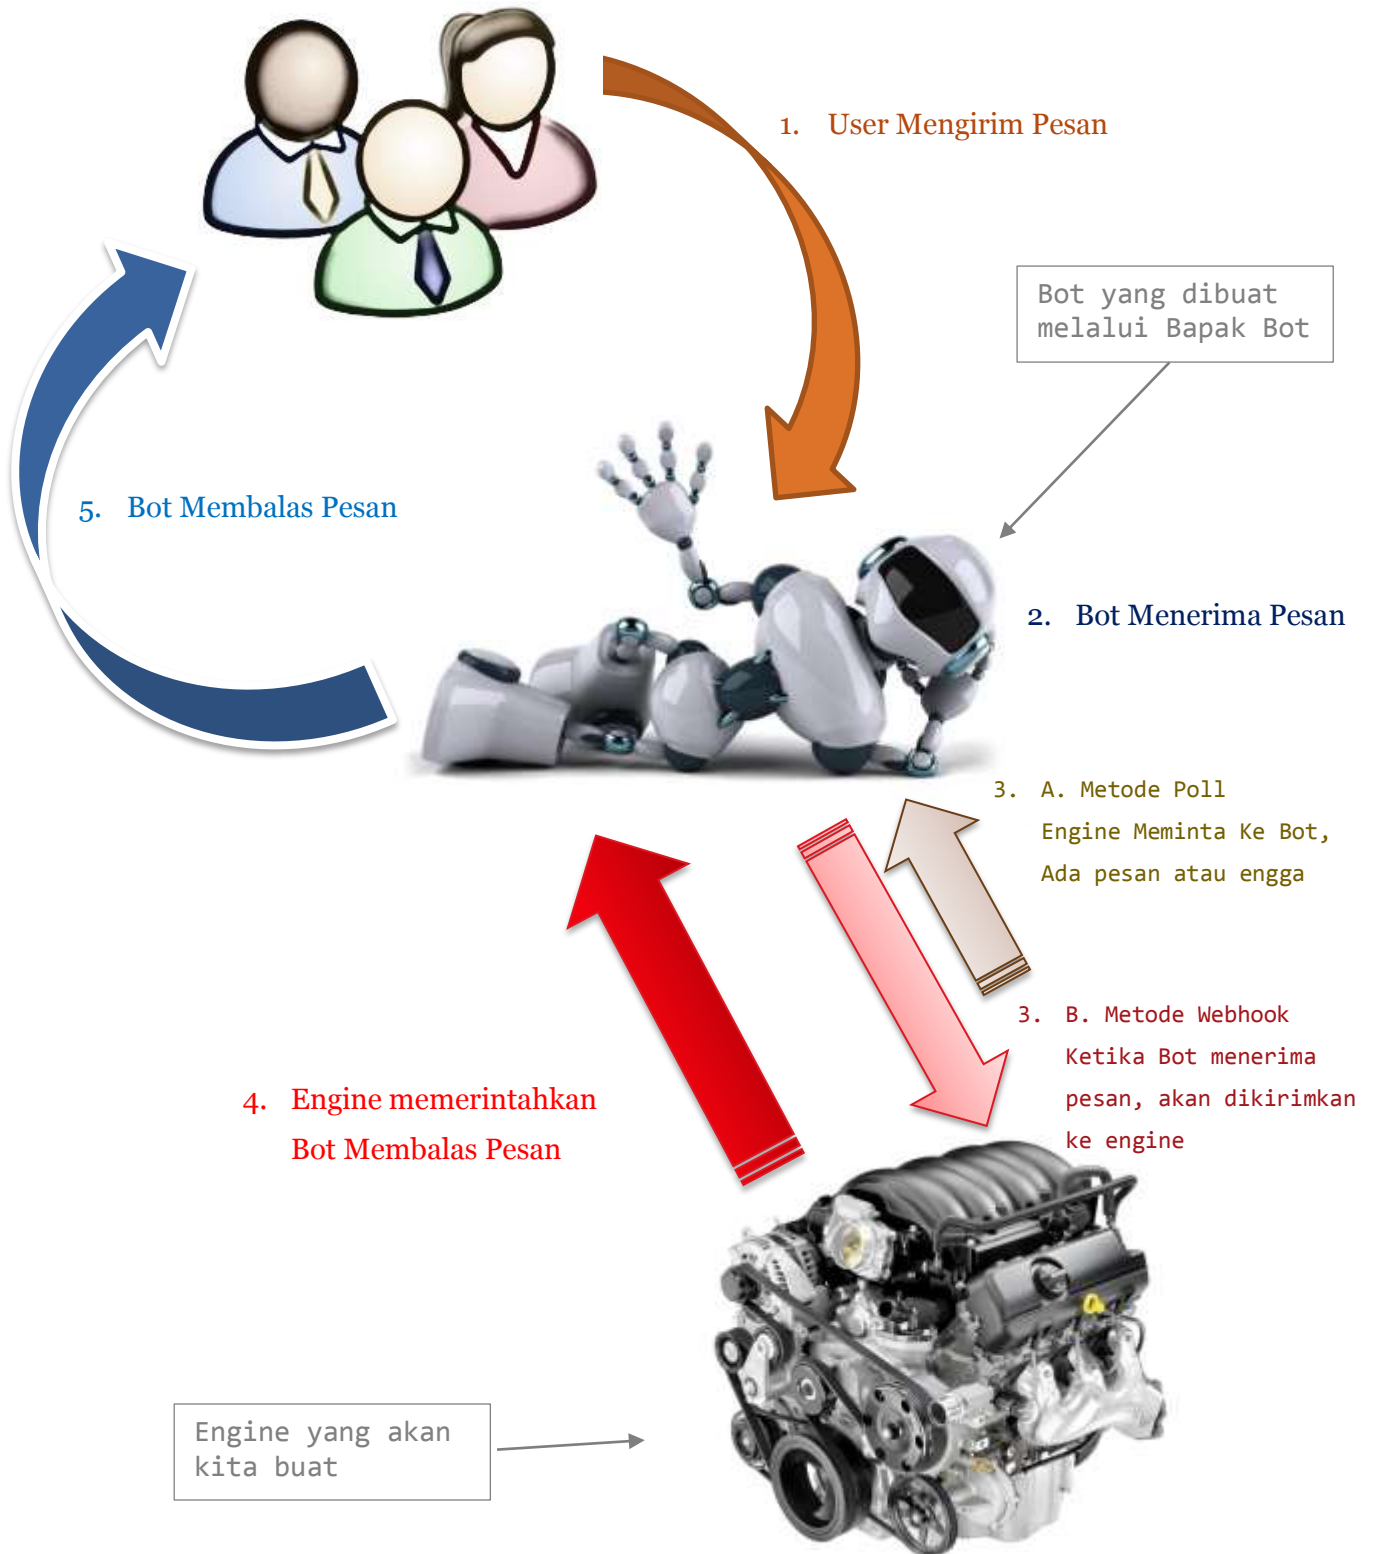 1. User Mengirim Pesan
Bot yang dibuat
melalui Bapak Bot
5. Bot Membalas Pesan
2. Bot Menerima Pesan
3. A. Metode Poll
Engine Meminta Ke Bot,
Ada pesan atau engga
3. B. Metode Webhook
Ketika Bot menerima
pesan, akan dikirimkan
ke engine
4. Engine memerintahkan
Bot Membalas Pesan
Engine yang akan
kita buat